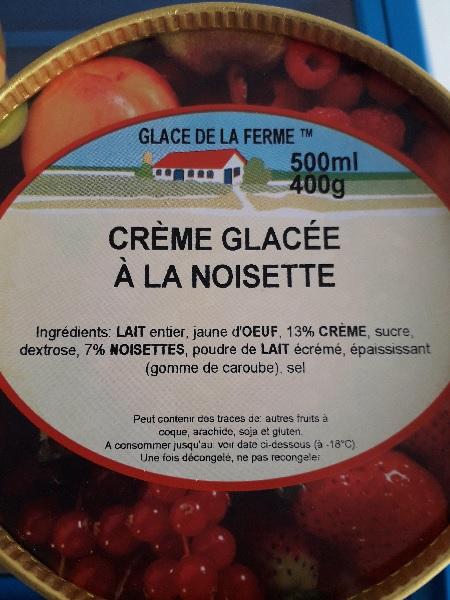 GLACE DE LA FERME ™
500ml
400g
CRÈME GLACÉE
À LA NOISETTE
Ingrédients: LAIT entier, jaune d'OEUF, 13% CRÈME, sucre,
dextrose, 7% NOISETTES, poudre de LAIT écrémé, épaississant
(gomme de caroube), sel
Peut contenir des traces de: autres fruits à
coque, arachide, soja et gluten.
A consommer jusqu'au: voir date ci-dessous (à -18°C).
Une fois décongelé, ne pas recongeler